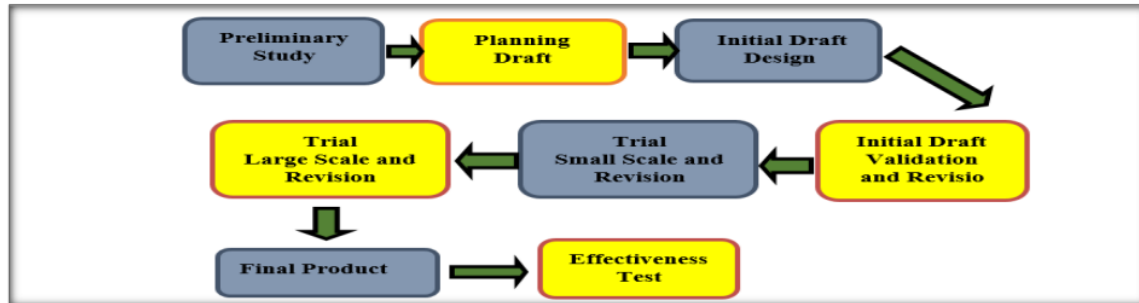 Preliminary
Study
Planning
Draft
Initial Draft
Design
Initial Draft
Validation
and Revisio
Trial
Small Scale and
Revision
Trial
Large Scale and
Revision
Final Product
Effectiveness
Test